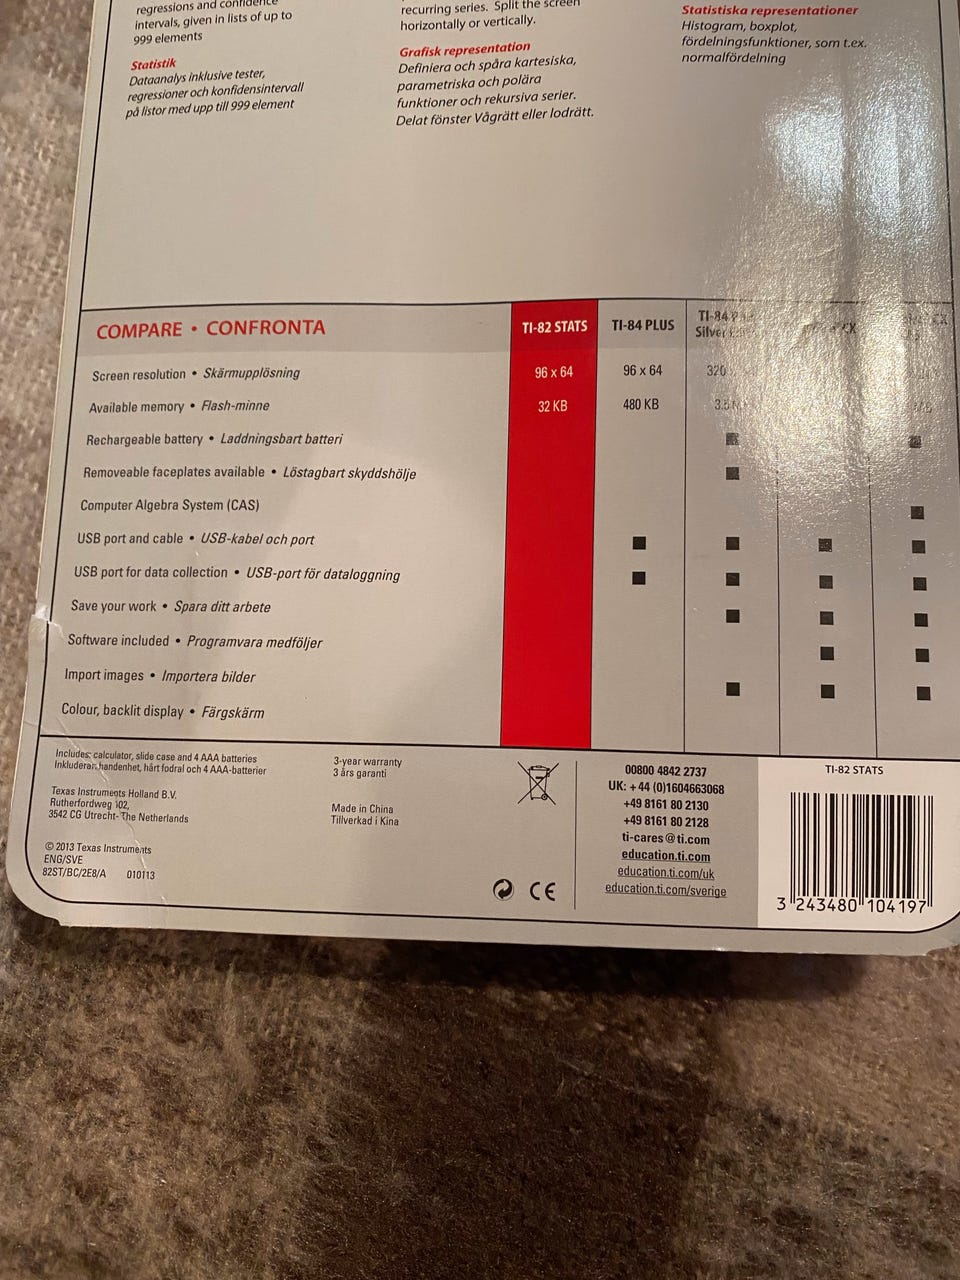 regressions and confidence
intervals, given in lists of up to
999 elements
Statistik
Dataanalys inklusive tester,
regressioner och konfidensintervall
på listor med upp till 999 element
recurring series. Split the screen
horizontally or vertically.
Grafisk representation
Definiera och spåra kartesiska,
parametriska och polära
funktioner och rekursiva serier.
Delat fönster Vågrätt eller lodrätt.
Statistiska representationer
Histogram, boxplot,
fördelningsfunktioner, som t.ex.
normalfördelning
COMPARE • CONFRONTA TI-82 STATS TI-84 PLUS TI-84
Silver CX CX
Screen resolution • Skärmupplösning 96 x 64 96 x 64 320
Available memory • Flash-minne 32 KB 480 KB
Rechargeable battery • Laddningsbart batteri ■ ■
Removeable faceplates available • Löstagbart skyddshölje ■
Computer Algebra System (CAS) ■
USB port and cable • USB-kabel och port ■ ■ ■ ■
USB port for data collection • USB-port för dataloggning ■ ■ ■ ■
Save your work • Spara ditt arbete ■ ■ ■
Software included • Programvara medföljer ■ ■
Import images • Importera bilder ■ ■ ■
Colour, backlit display • Färgskärm
Includes: calculator, slide case and 4 AAA batteries
Inkluderar: handenhet, hårt fodral och 4 AAA-batterier
Texas Instruments Holland B.V.
Rutherfordweg 102,
3542 CG Utrecht- The Netherlands
© 2013 Texas Instruments
ENG/SVE
82ST/BC/2E8/A 010113
3-year warranty
3 års garanti
Made in China
Tillverkad i Kina
CE
00800 4842 2737
UK: +44 (0)1604663068
+49 8161 80 2130
+49 8161 80 2128
ti-cares@ti.com
education.ti.com
education.ti.com/uk
education.ti.com/sverige
TI-82 STATS
3 243480 104197